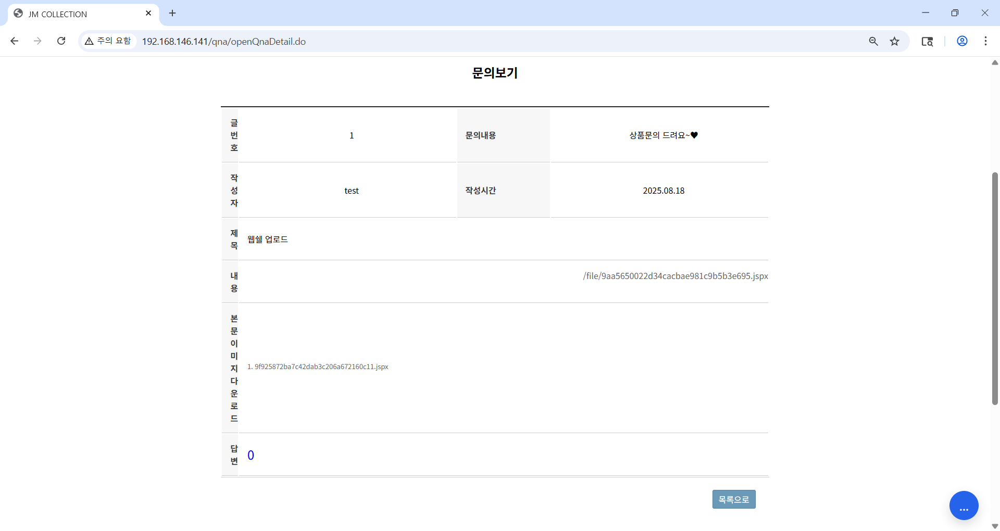 JM COLLECTION
주의 요함
192.168.146.141/qna/openQnaDetail.do
문의보기
글번호
1
문의내용
상품문의 드려요~♥
작성자
test
작성시간
2025.08.18
제목
웹쉘 업로드
내용
/file/9aa5650022d34cacbae981c9b5b3e695.jspx
본문이미지다운로드
1. 9f925872ba7c42dab3c206a672160c11.jspx
답변
0
목록으로
...